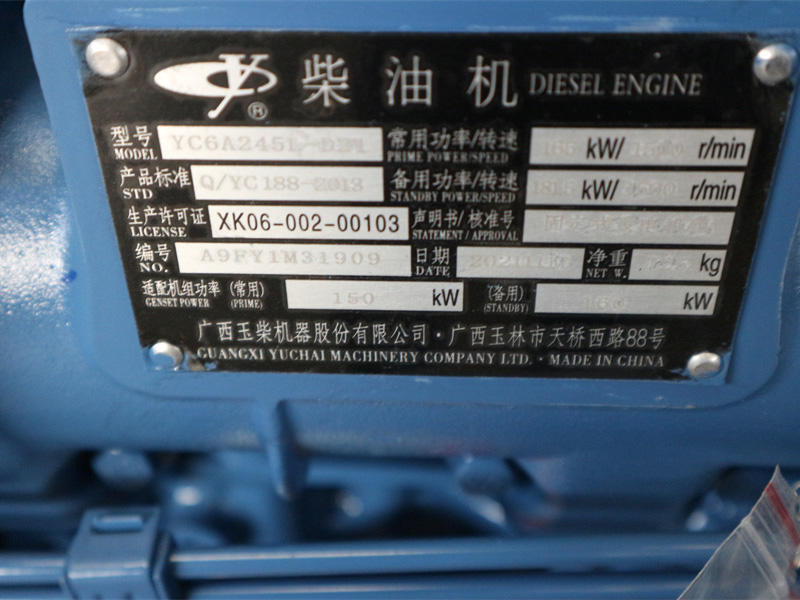 柴油机 DIESEL ENGINE
型号 YC6A245L- 常用功率/转速 kW/ r/min
MODEL PRIME POWER/SPEED
产品标准 Q/YC188-2013 备用功率/转速 kW/ r/min
STD STANDBY POWER/SPEED
生产许可证 XK06-002-00103 声明书/核准号
LICENSE STATEMENT / APPROVAL
编号 A9FY1M31909 日期 净重 kg
NO. DATE NET W.
适配机组功率 (常用) 150 kW (备用) kW
GENSET POWER (PRIME) (STANDBY)
广西玉柴机器股份有限公司·广西玉林市天桥西路88号
GUANGXI YUCHAI MACHINERY COMPANY LTD. · MADE IN CHINA